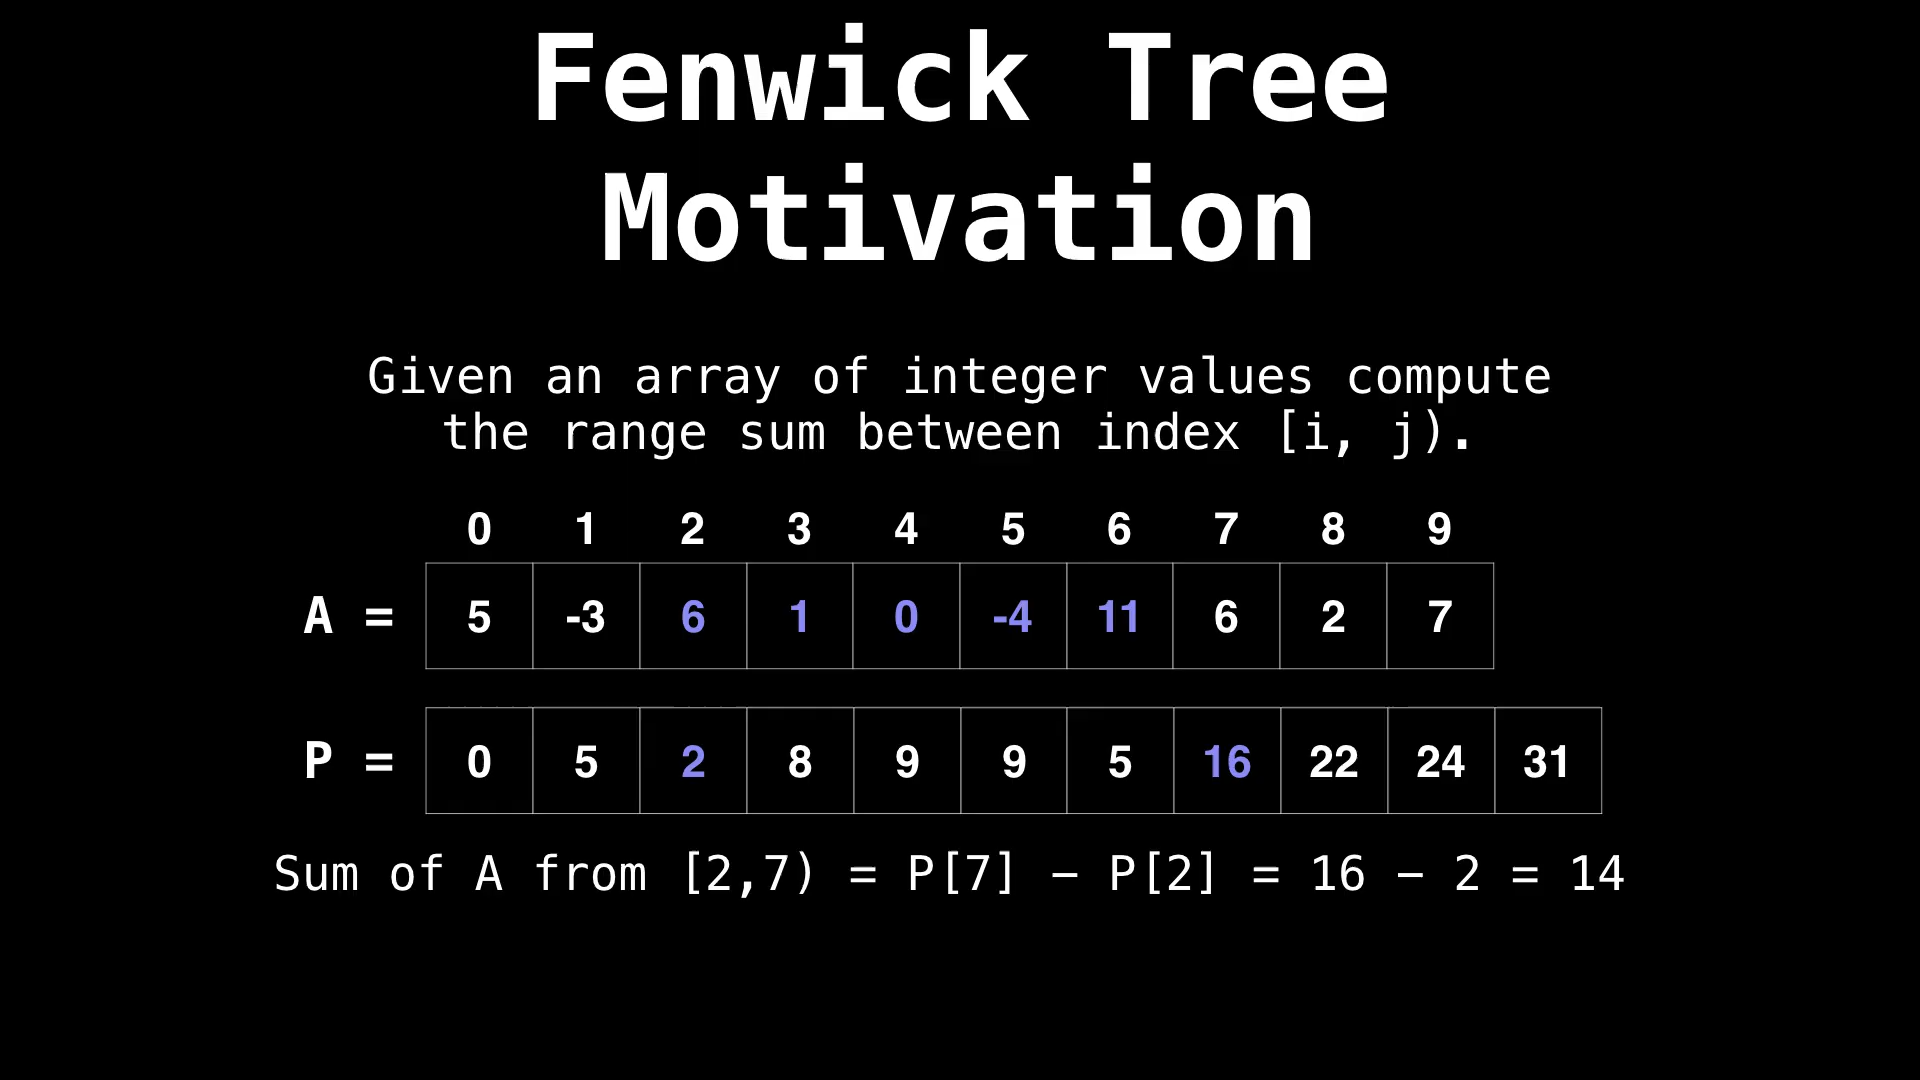 Fenwick Tree
Motivation
Given an array of integer values compute
the range sum between index [i, j).
0 1 2 3 4 5 6 7 8 9
A = 5 -3 6 1 0 -4 11 6 2 7
P = 0 5 2 8 9 9 5 16 22 24 31
Sum of A from [2,7) = P[7] − P[2] = 16 − 2 = 14